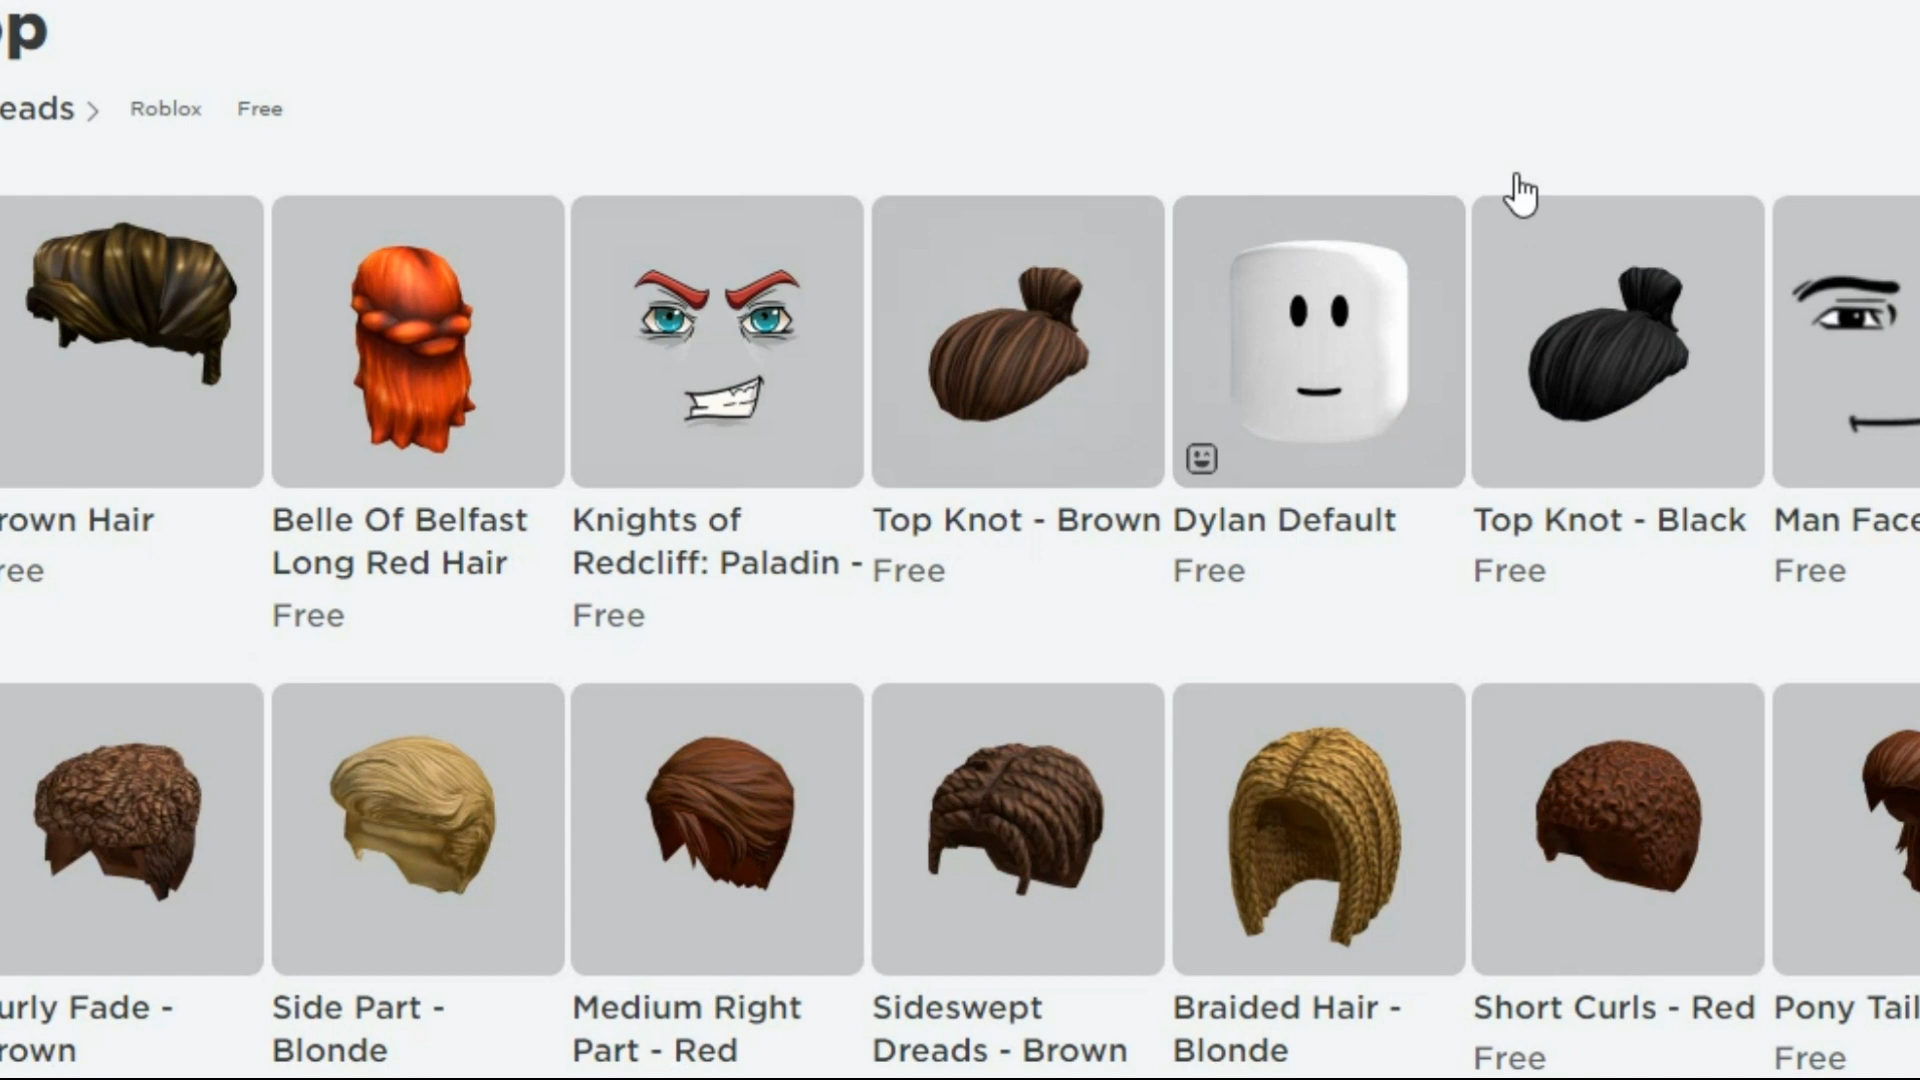 op
eads > Roblox Free
rown Hair
ree
Belle Of Belfast
Long Red Hair
Free
Knights of
Redcliff: Paladin -
Free
Top Knot - Brown
Free
Dylan Default
Free
Top Knot - Black
Free
Man Face
Free
urly Fade -
rown
Side Part -
Blonde
Medium Right
Part - Red
Sideswept
Dreads - Brown
Braided Hair -
Blonde
Short Curls - Red
Free
Pony Tail
Free